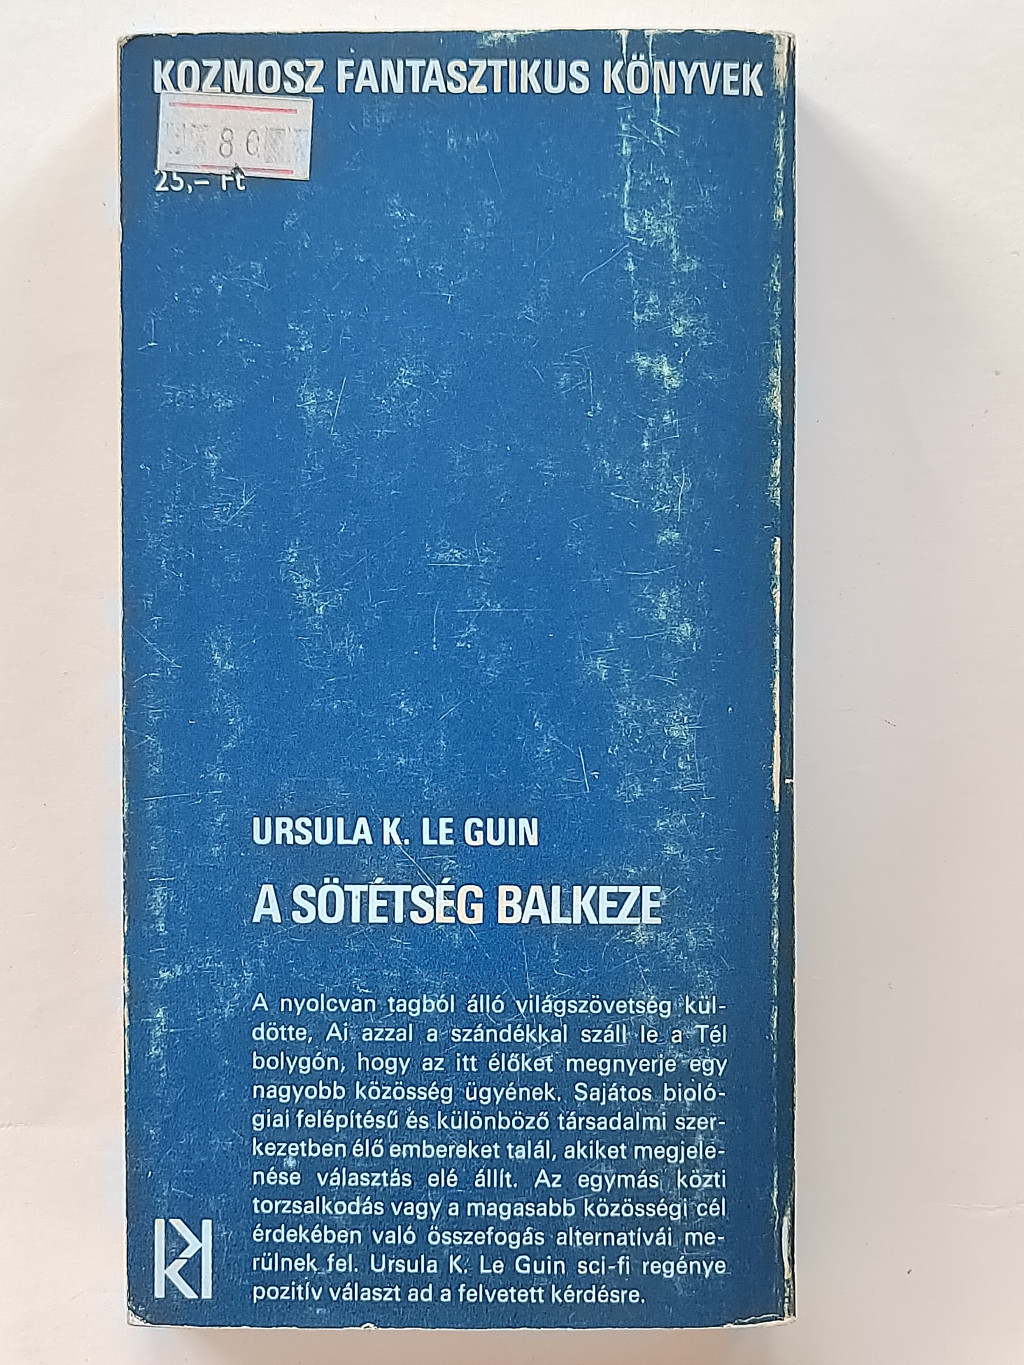 KOZMOSZ FANTASZTIKUS KÖNYVEK
80
25,– Ft
URSULA K. LE GUIN
A SÖTÉTSÉG BALKEZE
A nyolcvan tagból álló világszövetség kül-
dötte, Ai azzal a szándékkal száll le a Tél
bolygón, hogy az itt élőket megnyerje egy
nagyobb közösség ügyének. Sajátos bioló-
giai felépítésű és különböző társadalmi szer-
kezetben élő embereket talál, akiket megjele-
nése választás elé állít. Az egymás közti
torzsalkodás vagy a magasabb közösségi cél
érdekében való összefogás alternatívái me-
rülnek fel. Ursula K. Le Guin sci-fi regénye
pozitív választ ad a felvetett kérdésre.